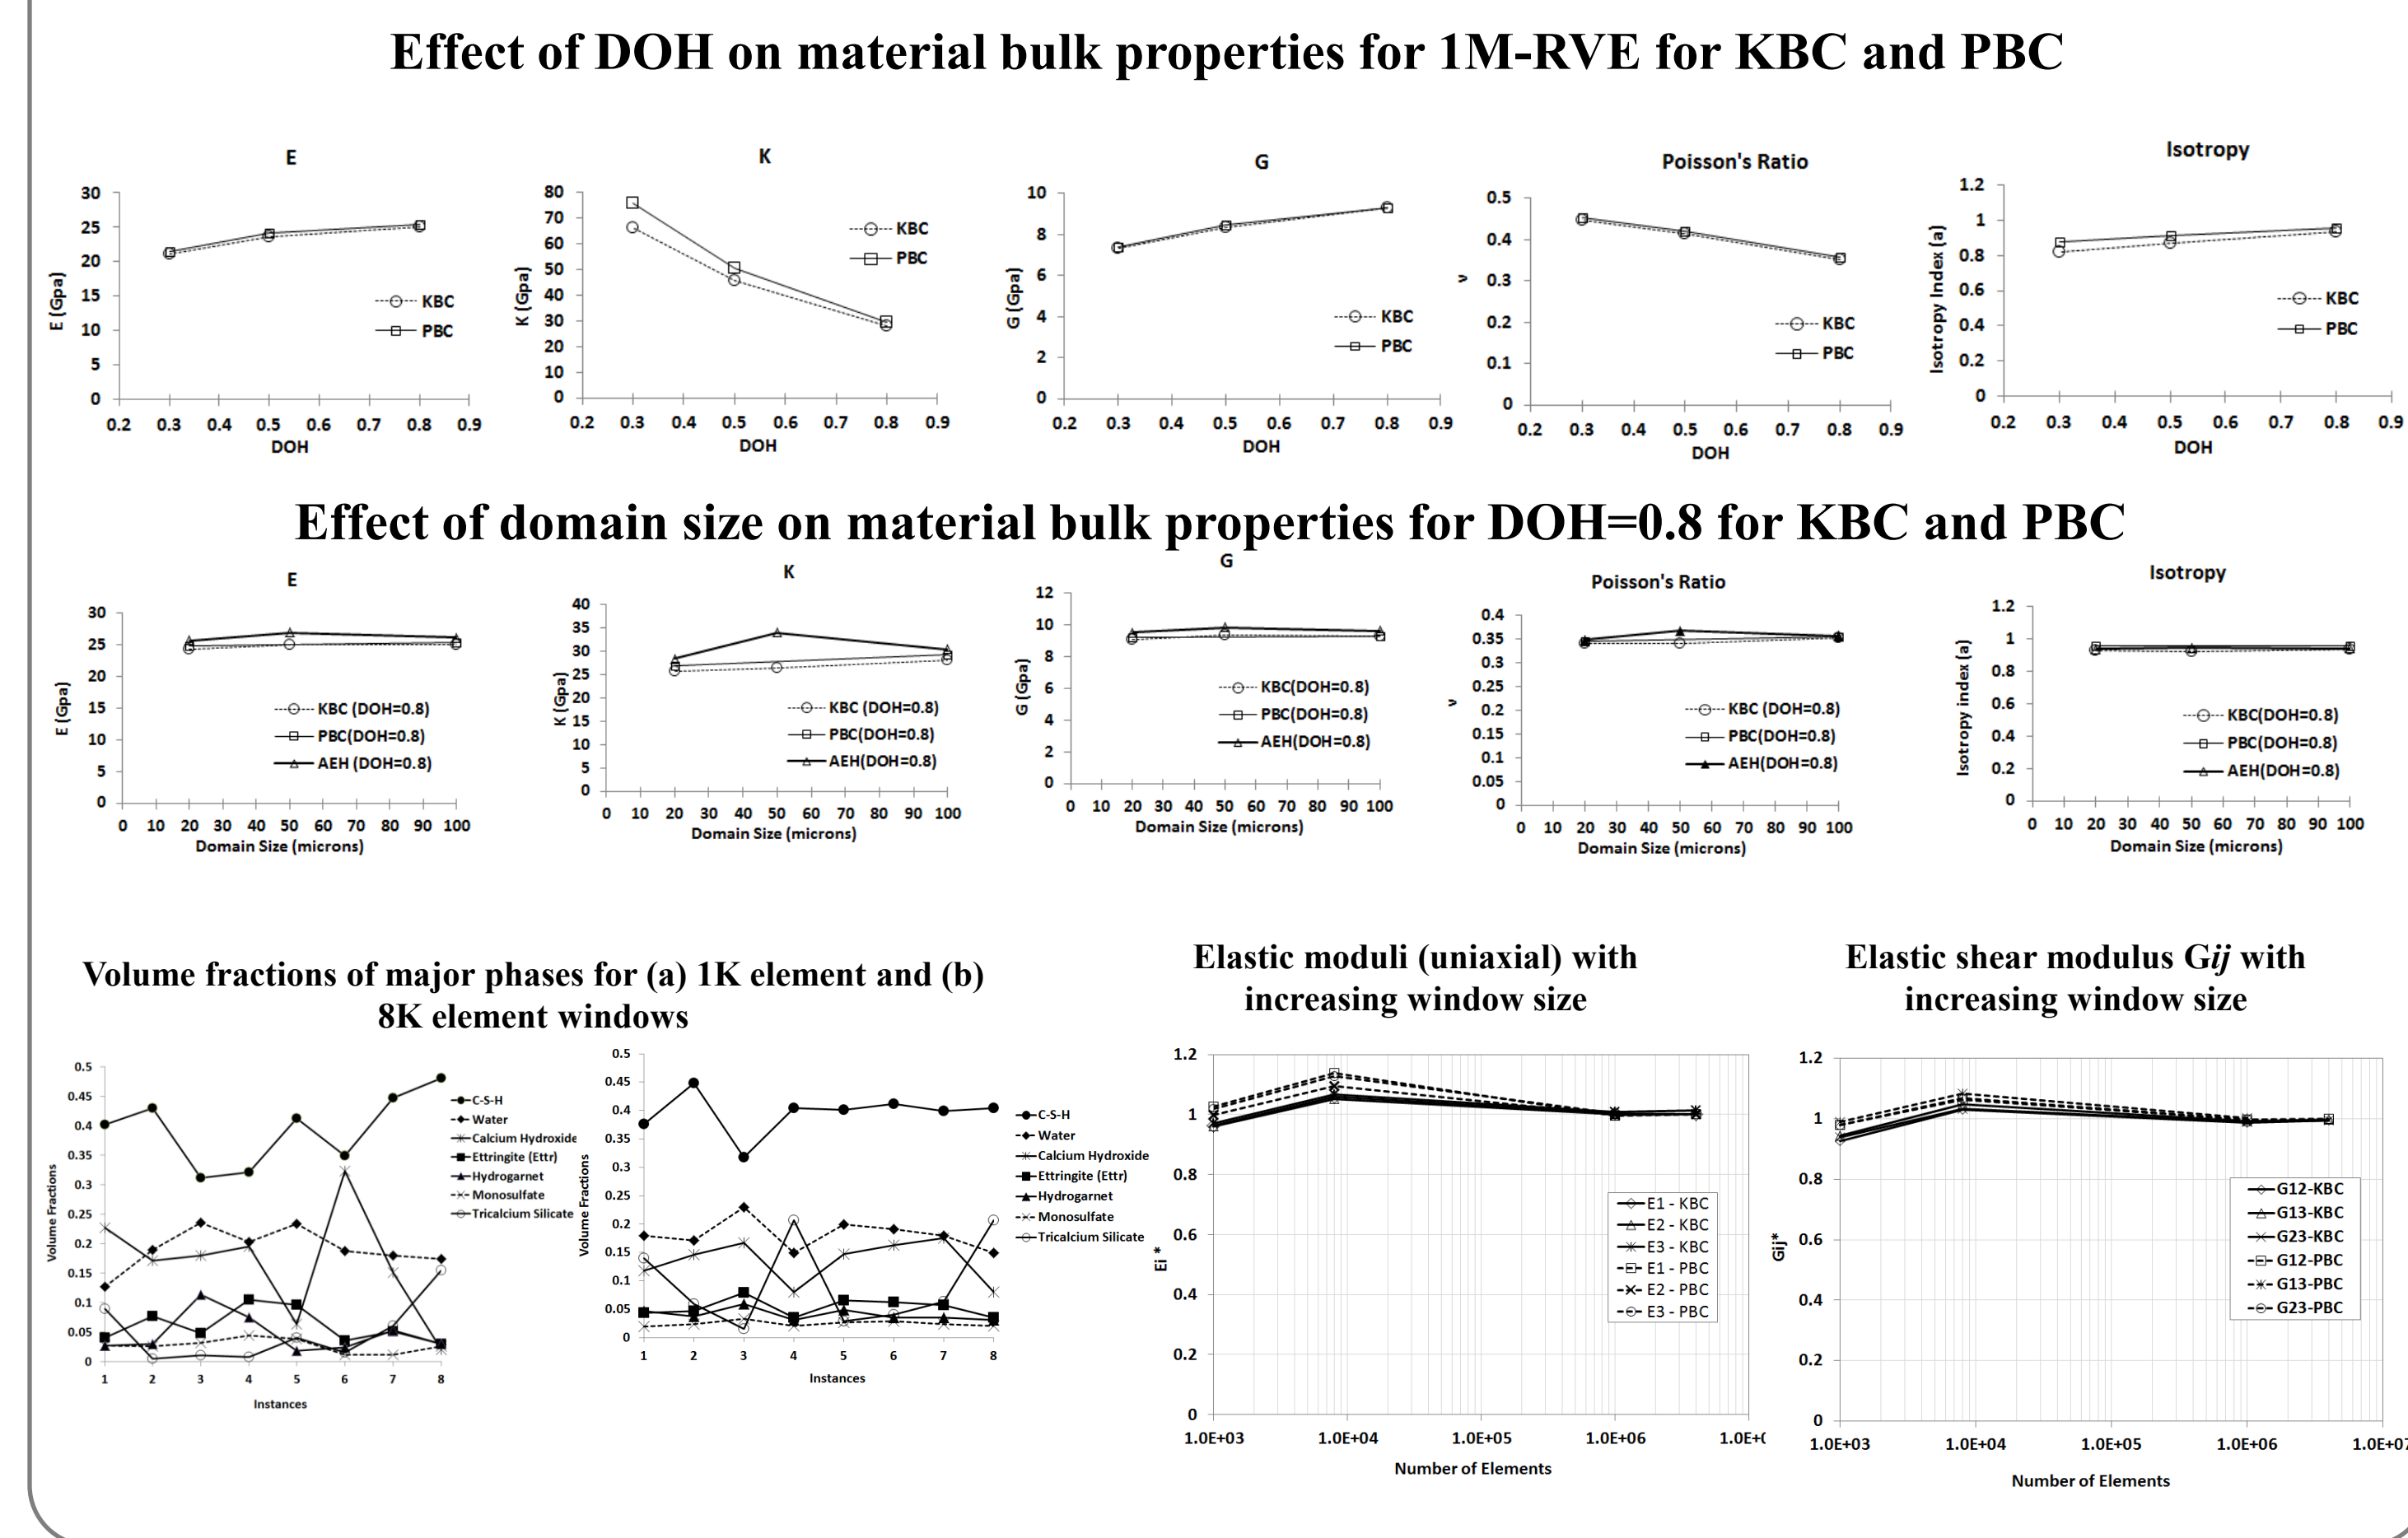 Effect of DOH on material bulk properties for 1M-RVE for KBC and PBC
E
30
25
20
15
10
5
0
E (Gpa)
KBC
PBC
0.2 0.3 0.4 0.5 0.6 0.7 0.8 0.9
DOH
K
80
70
60
50
40
30
20
10
0
K (Gpa)
KBC
PBC
0.2 0.3 0.4 0.5 0.6 0.7 0.8 0.9
DOH
G
10
8
6
4
2
0
G (Gpa)
KBC
PBC
0.2 0.3 0.4 0.5 0.6 0.7 0.8 0.9
DOH
Poisson's Ratio
0.5
0.4
0.3
0.2
0.1
0
ν
KBC
PBC
0.2 0.3 0.4 0.5 0.6 0.7 0.8 0.9
DOH
Isotropy
1.2
1
0.8
0.6
0.4
0.2
0
Isotropy Index (a)
KBC
PBC
0.2 0.3 0.4 0.5 0.6 0.7 0.8 0.9
DOH
Effect of domain size on material bulk properties for DOH=0.8 for KBC and PBC
E
30
25
20
15
10
5
0
E (Gpa)
KBC (DOH=0.8)
PBC(DOH=0.8)
AEH (DOH=0.8)
0 10 20 30 40 50 60 70 80 90 100
Domain Size (microns)
K
40
35
30
25
20
15
10
5
0
K (Gpa)
KBC (DOH=0.8)
PBC(DOH=0.8)
AEH(DOH=0.8)
0 10 20 30 40 50 60 70 80 90 100
Domain Size (microns)
G
12
10
8
6
4
2
0
G (Gpa)
KBC(DOH=0.8)
PBC(DOH=0.8)
AEH(DOH=0.8)
0 10 20 30 40 50 60 70 80 90 100
Domain Size (microns)
Poisson's Ratio
0.4
0.35
0.3
0.25
0.2
0.15
0.1
0.05
0
ν
KBC (DOH=0.8)
PBC(DOH=0.8)
AEH(DOH=0.8)
0 10 20 30 40 50 60 70 80 90 100
Domain Size (microns)
Isotropy
1.2
1
0.8
0.6
0.4
0.2
0
Isotropy index (a)
KBC(DOH=0.8)
PBC(DOH=0.8)
AEH(DOH=0.8)
0 10 20 30 40 50 60 70 80 90 100
Domain Size (microns)
Volume fractions of major phases for (a) 1K element and (b)
8K element windows
0.5
0.45
0.4
0.35
0.3
0.25
0.2
0.15
0.1
0.05
0
Volume Fractions
C-S-H
Water
Calcium Hydroxide
Ettringite (Ettr)
Hydrogarnet
Monosulfate
Tricalcium Silicate
1 2 3 4 5 6 7 8
Instances
0.5
0.45
0.4
0.35
0.3
0.25
0.2
0.15
0.1
0.05
0
Volume Fractions
C-S-H
Water
Calcium Hydroxide
Ettringite (Ettr)
Hydrogarnet
Monosulfate
Tricalcium Silicate
1 2 3 4 5 6 7 8
Instances
Elastic moduli (uniaxial) with
increasing window size
1.2
1
0.8
0.6
0.4
0.2
0
Ei *
E1 - KBC
E2 - KBC
E3 - KBC
E1 - PBC
E2 - PBC
E3 - PBC
1.0E+03 1.0E+04 1.0E+05 1.0E+06 1.0E+
Number of Elements
Elastic shear modulus Gij with
increasing window size
1.2
1
0.8
0.6
0.4
0.2
0
Gij*
G12-KBC
G13-KBC
G23-KBC
G12-PBC
G13-PBC
G23-PBC
1.0E+03 1.0E+04 1.0E+05 1.0E+06 1.0E+07
Number of Elements